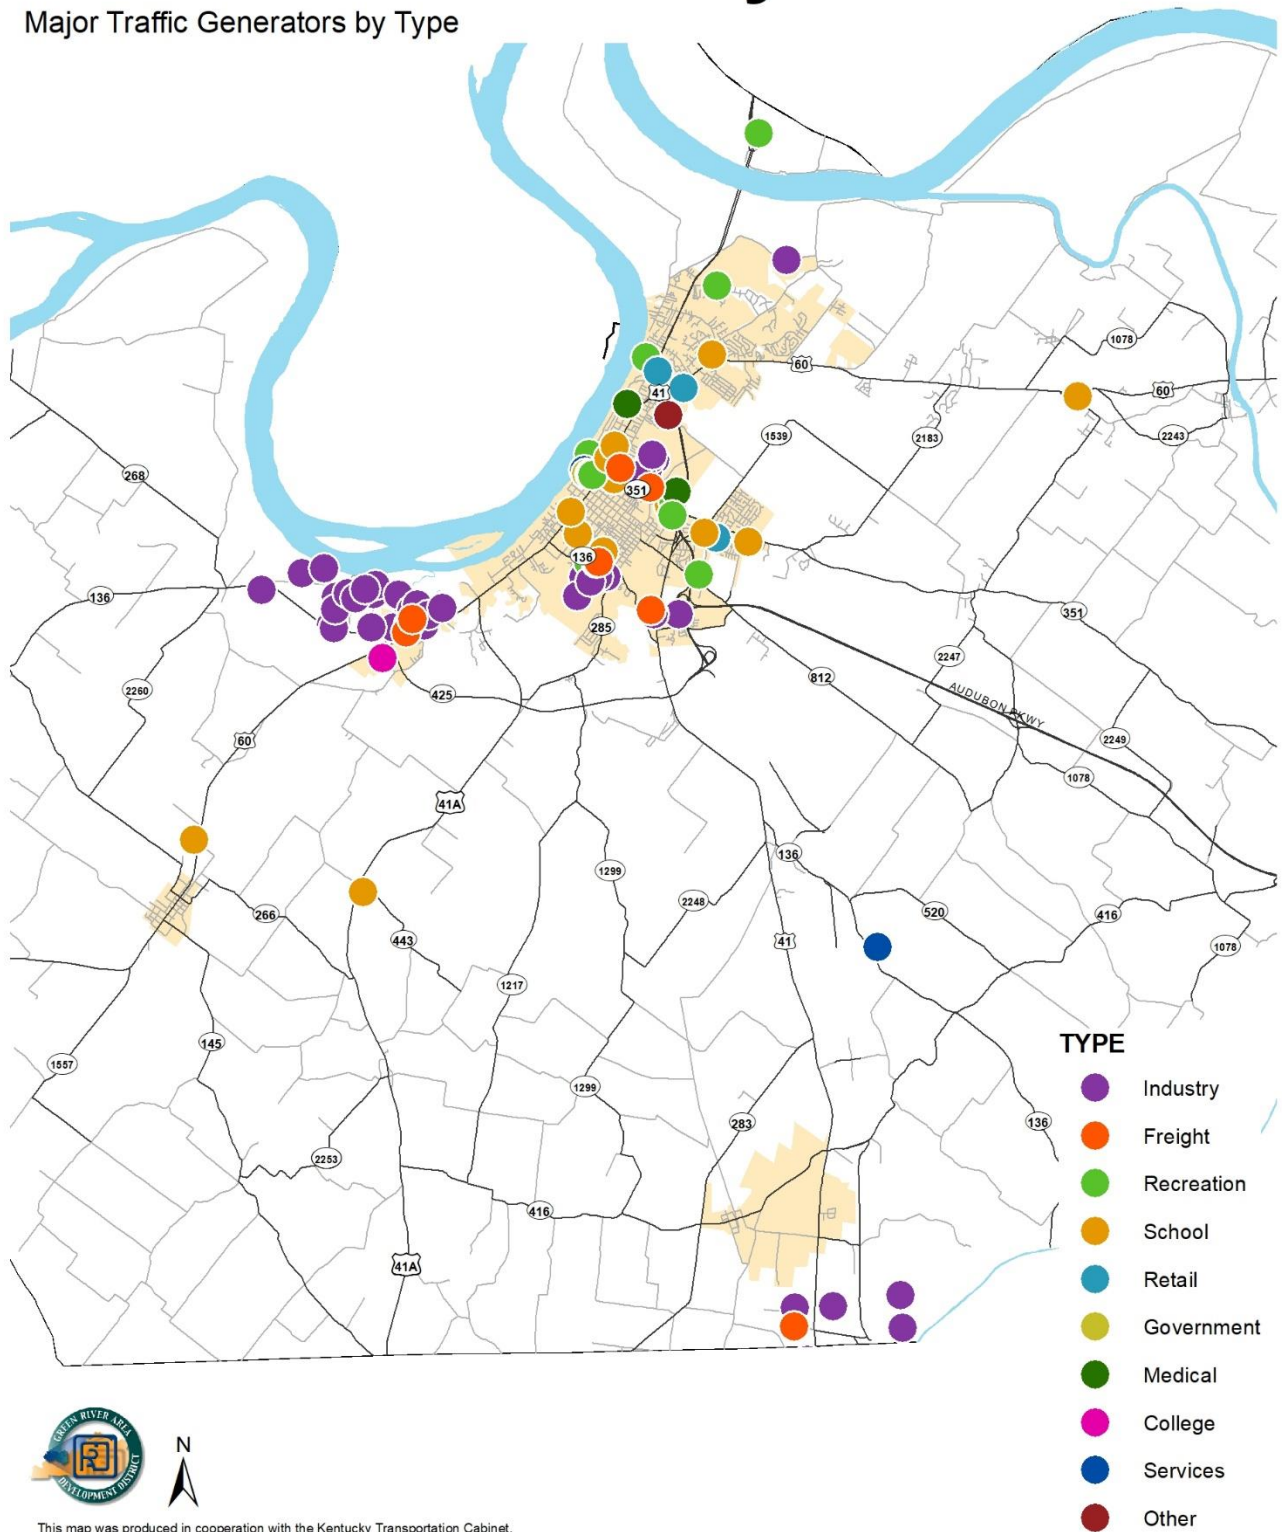 Major Traffic Generators by Type
60
1078
41
60
1539
2183
2243
268
351
136
136
351
285
2247
812
2260
425
AUDUBON PKWY
2249
60
1078
41A
136
1299
2248
266
520
416
443
41
1078
1217
145
1557
1299
283
136
2253
416
41A
TYPE
Industry
Freight
Recreation
School
Retail
Government
Medical
College
Services
Other
GREEN RIVER AREA
DEVELOPMENT DISTRICT
N
This map was produced in cooperation with the Kentucky Transportation Cabinet.